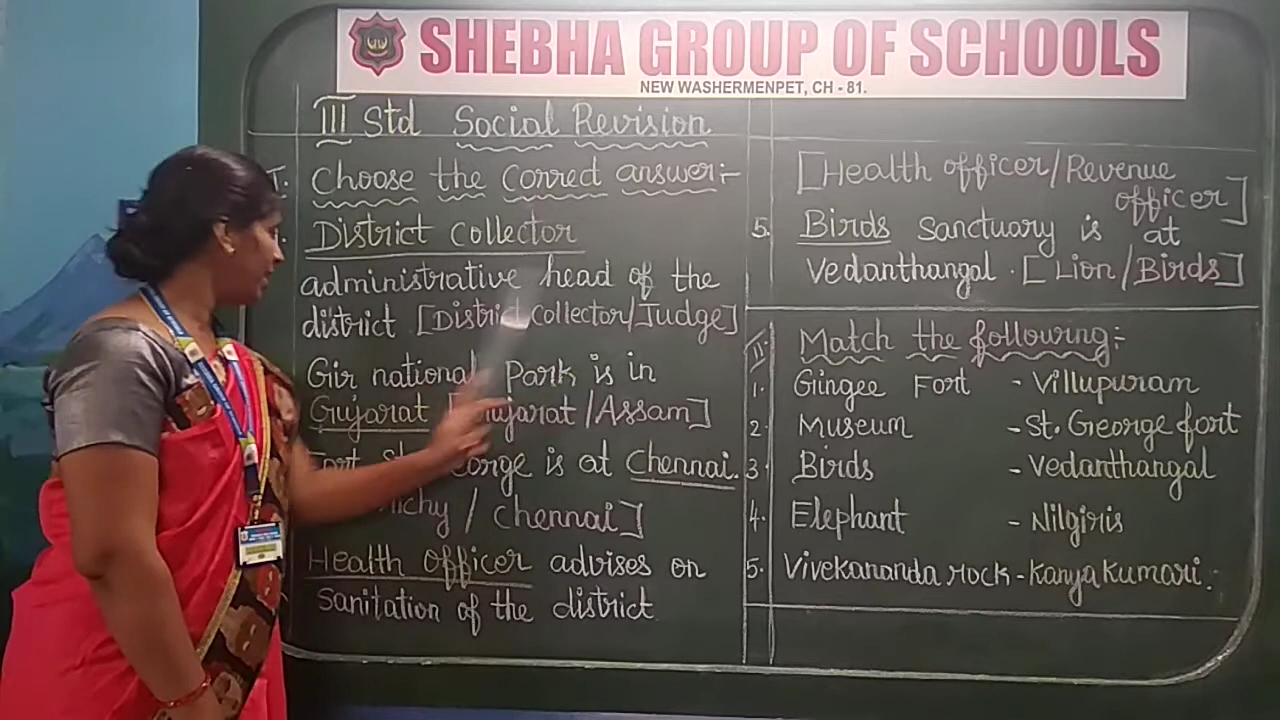 SHEBHA GROUP OF SCHOOLS
NEW WASHERMENPET, CH - 81.
III Std Social Revision
I. Choose the correct answer:-
District collector
administrative head of the
district [District collector/Judge]
Gir national Park is in
Gujarat [Gujarat /Assam]
Fort St. George is at Chennai.
/ Chennai]
Health officer advises on
Sanitation of the district
[Health officer/Revenue
officer]
5. Birds Sanctuary is at
Vedanthangal. [Lion/Birds]
II. Match the following:-
1. Gingee Fort - Villupuram
2. Museum - St. George fort
3. Birds - Vedanthangal
4. Elephant - Nilgiris
5. Vivekananda rock - Kanyakumari.